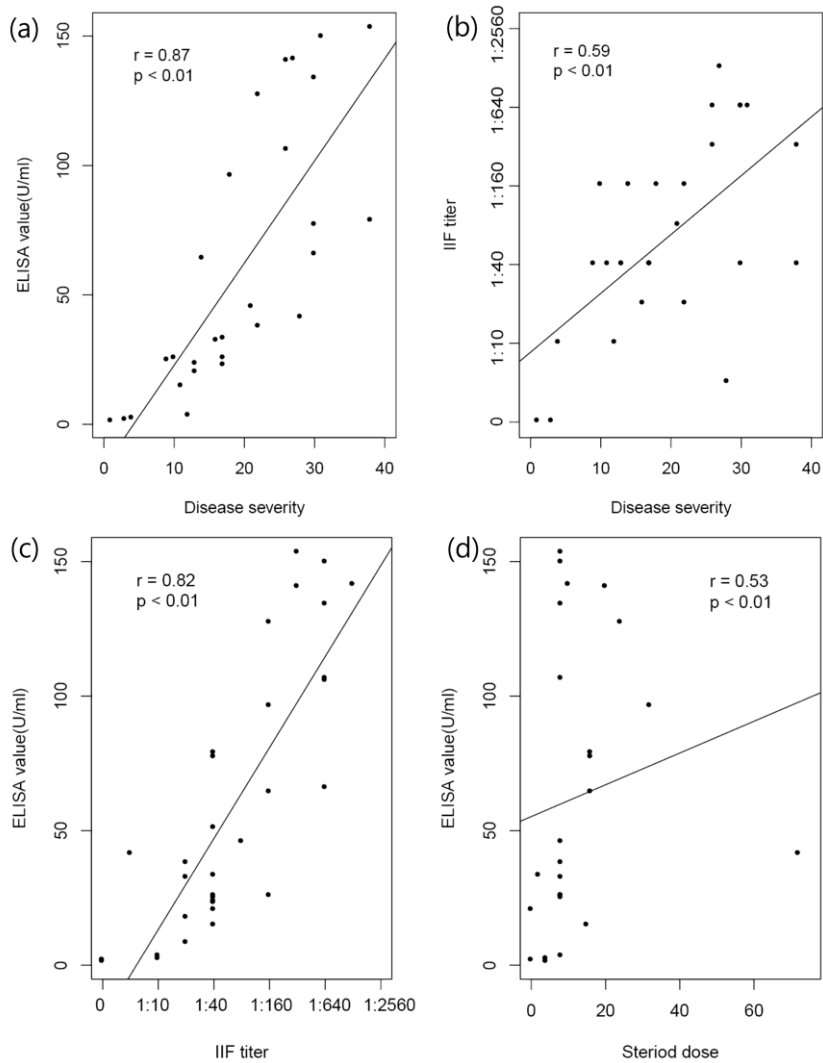 (a)
r = 0.87
p < 0.01
ELISA value(U/ml)
150
100
50
0
0 10 20 30 40
Disease severity
(b)
r = 0.59
p < 0.01
IIF titer
1:2560
1:640
1:160
1:40
1:10
0
0 10 20 30 40
Disease severity
(c)
r = 0.82
p < 0.01
ELISA value(U/ml)
150
100
50
0
0 1:10 1:40 1:160 1:640 1:2560
IIF titer
(d)
r = 0.53
p < 0.01
ELISA value(U/ml)
150
100
50
0
0 20 40 60
Steriod dose